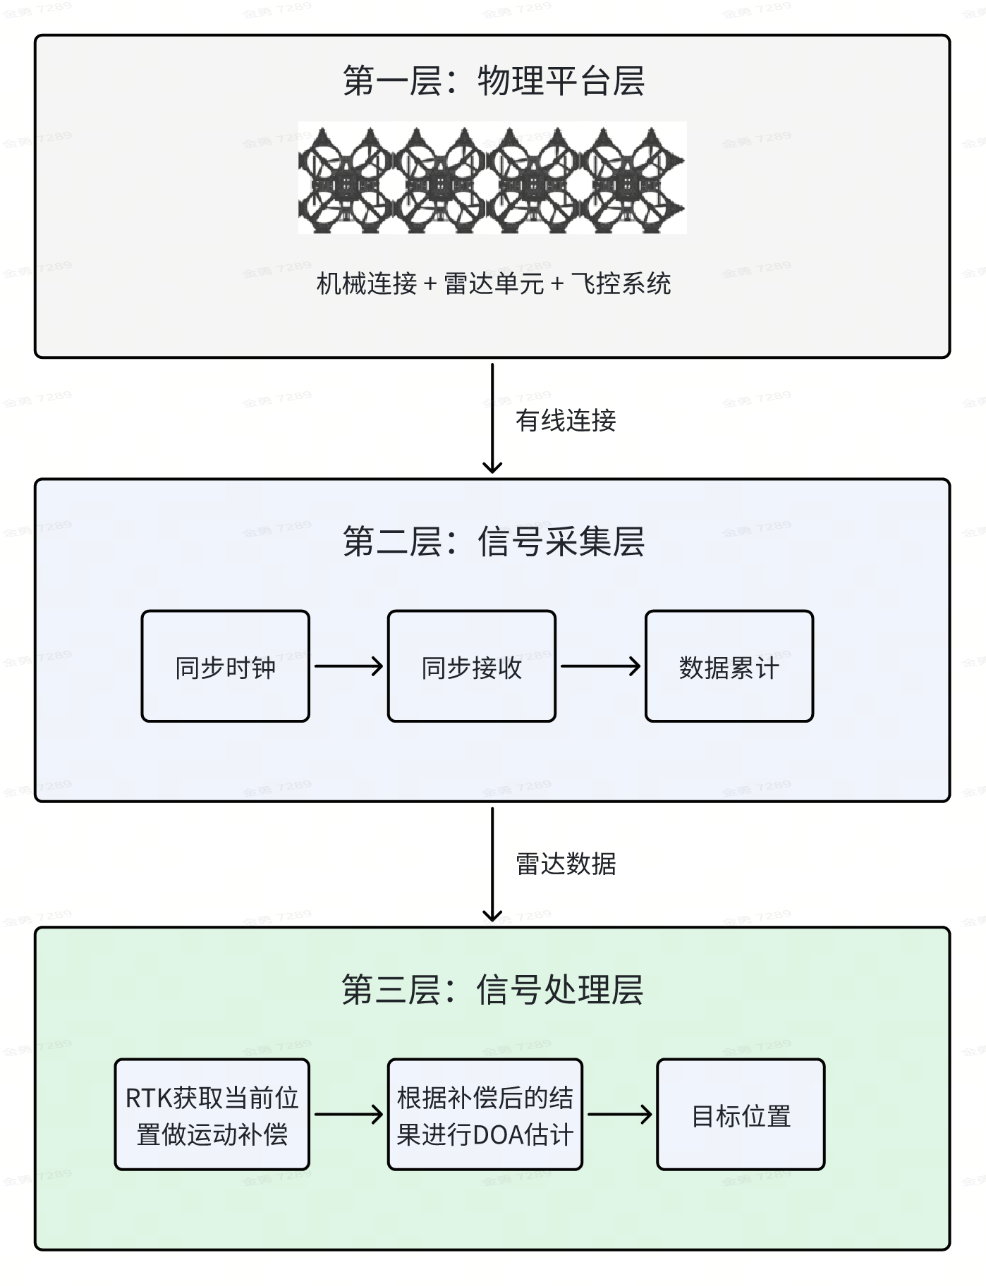 第一层：物理平台层
机械连接 + 雷达单元 + 飞控系统
有线连接
第二层：信号采集层
同步时钟
同步接收
数据累计
雷达数据
第三层：信号处理层
RTK获取当前位
置做运动补偿
根据补偿后的结
果进行DOA估计
目标位置